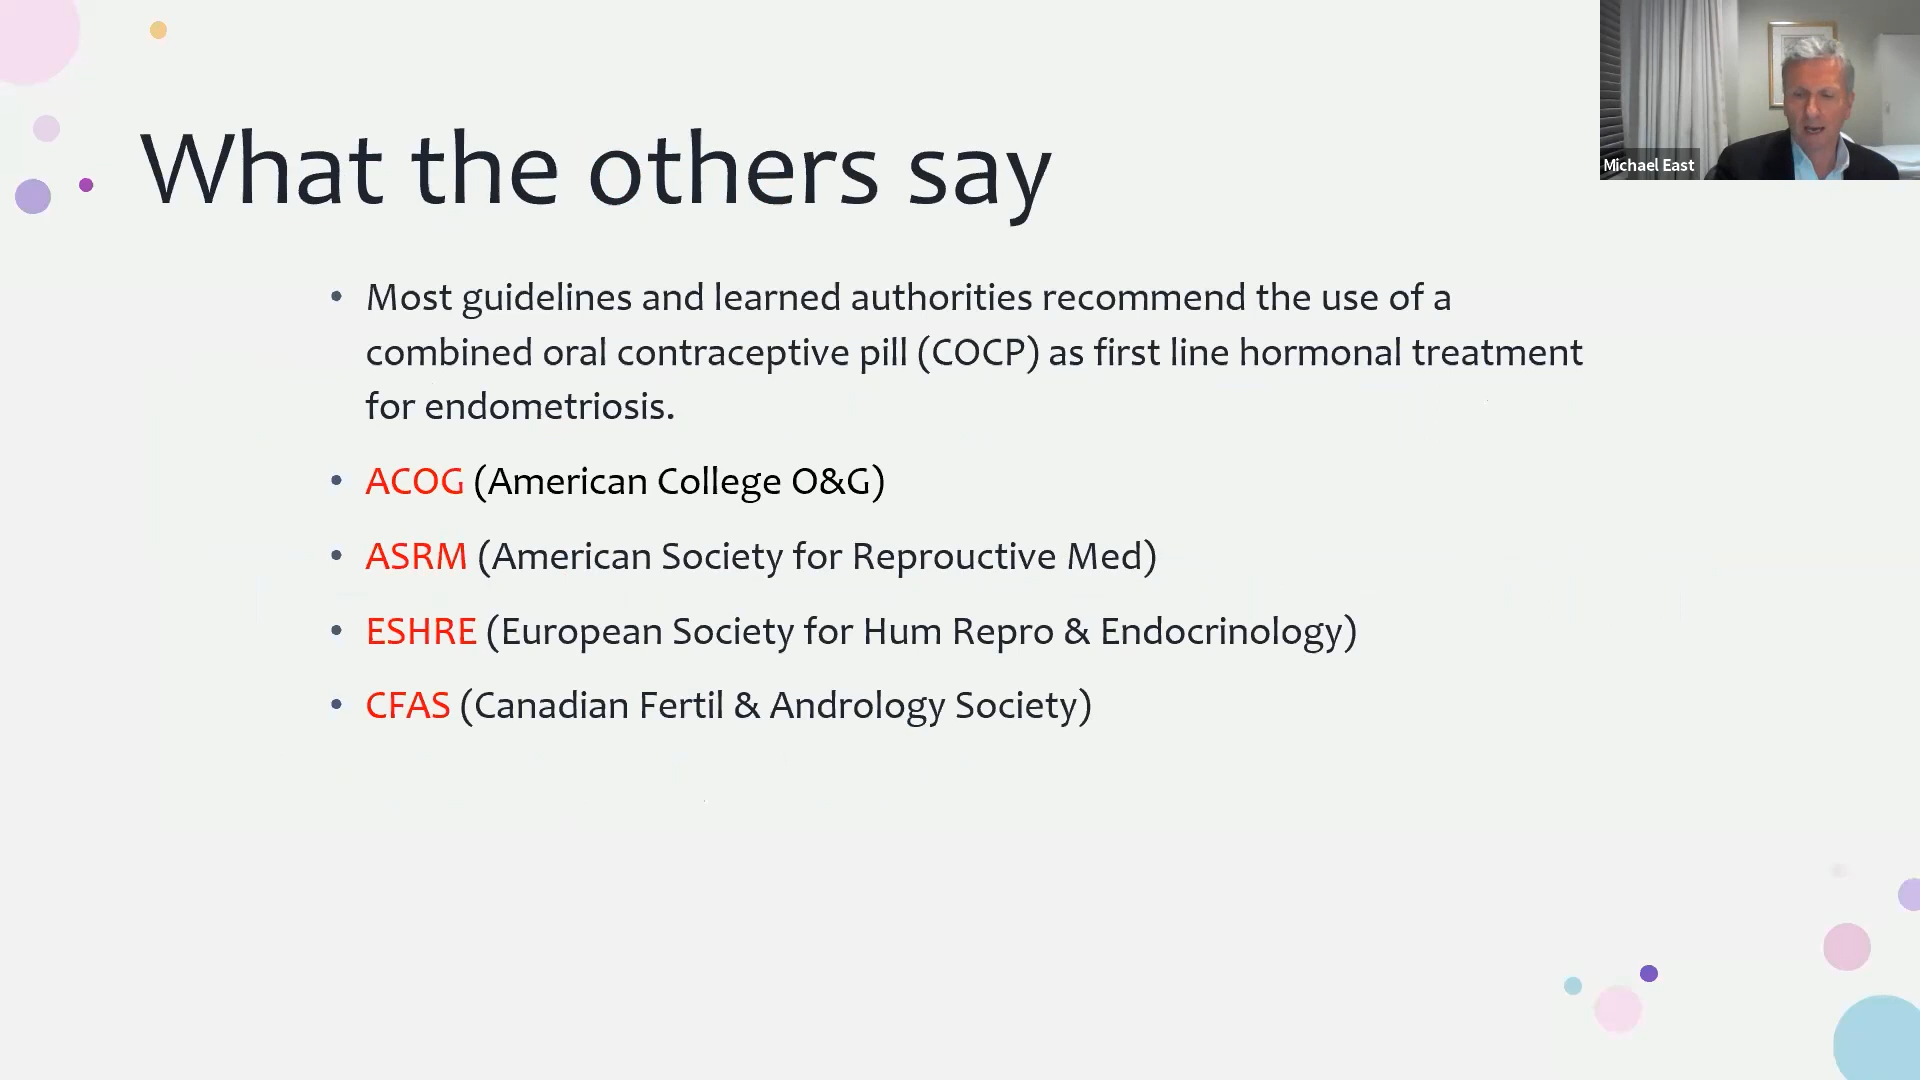 What the others say
Michael East
• Most guidelines and learned authorities recommend the use of a
combined oral contraceptive pill (COCP) as first line hormonal treatment
for endometriosis.
• ACOG (American College O&G)
• ASRM (American Society for Reprouctive Med)
• ESHRE (European Society for Hum Repro & Endocrinology)
• CFAS (Canadian Fertil & Andrology Society)